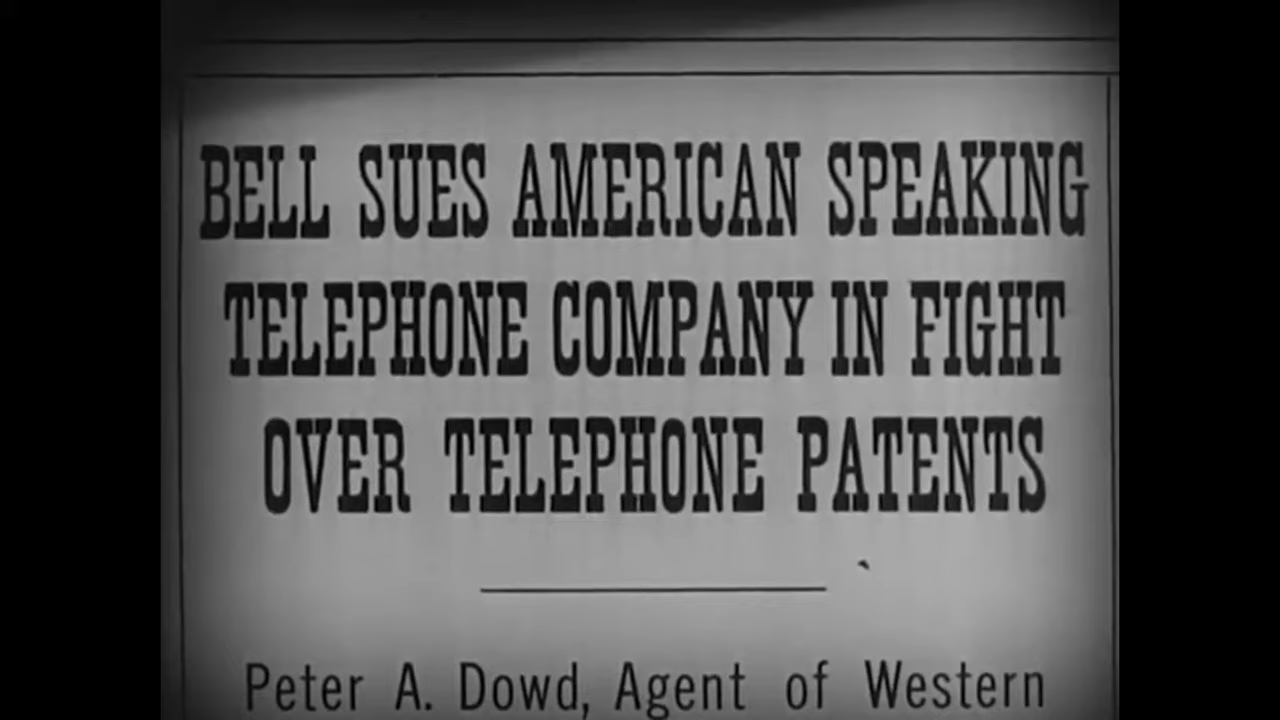 BELL SUES AMERICAN SPEAKING
TELEPHONE COMPANY IN FIGHT
OVER TELEPHONE PATENTS
Peter A. Dowd, Agent of Western